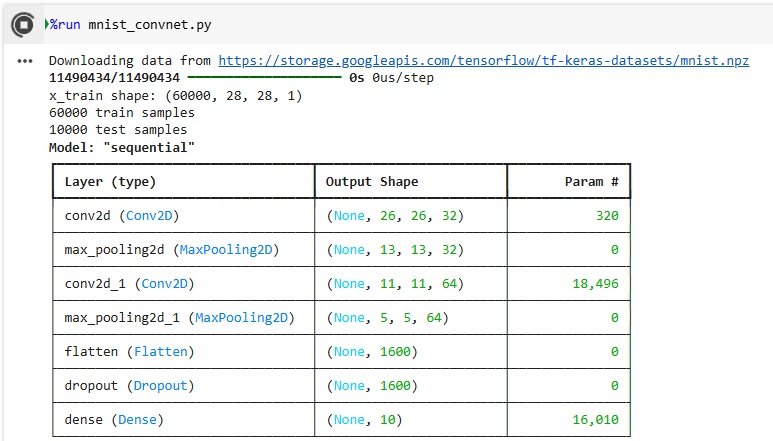 %run mnist_convnet.py
Downloading data from https://storage.googleapis.com/tensorflow/tf-keras-datasets/mnist.npz
11490434/11490434 ━━━━━━━━━━━━━━━━━━━━ 0s 0us/step
x_train shape: (60000, 28, 28, 1)
60000 train samples
10000 test samples
Model: "sequential"
Layer (type) Output Shape Param #
conv2d (Conv2D) (None, 26, 26, 32) 320
max_pooling2d (MaxPooling2D) (None, 13, 13, 32) 0
conv2d_1 (Conv2D) (None, 11, 11, 64) 18,496
max_pooling2d_1 (MaxPooling2D) (None, 5, 5, 64) 0
flatten (Flatten) (None, 1600) 0
dropout (Dropout) (None, 1600) 0
dense (Dense) (None, 10) 16,010